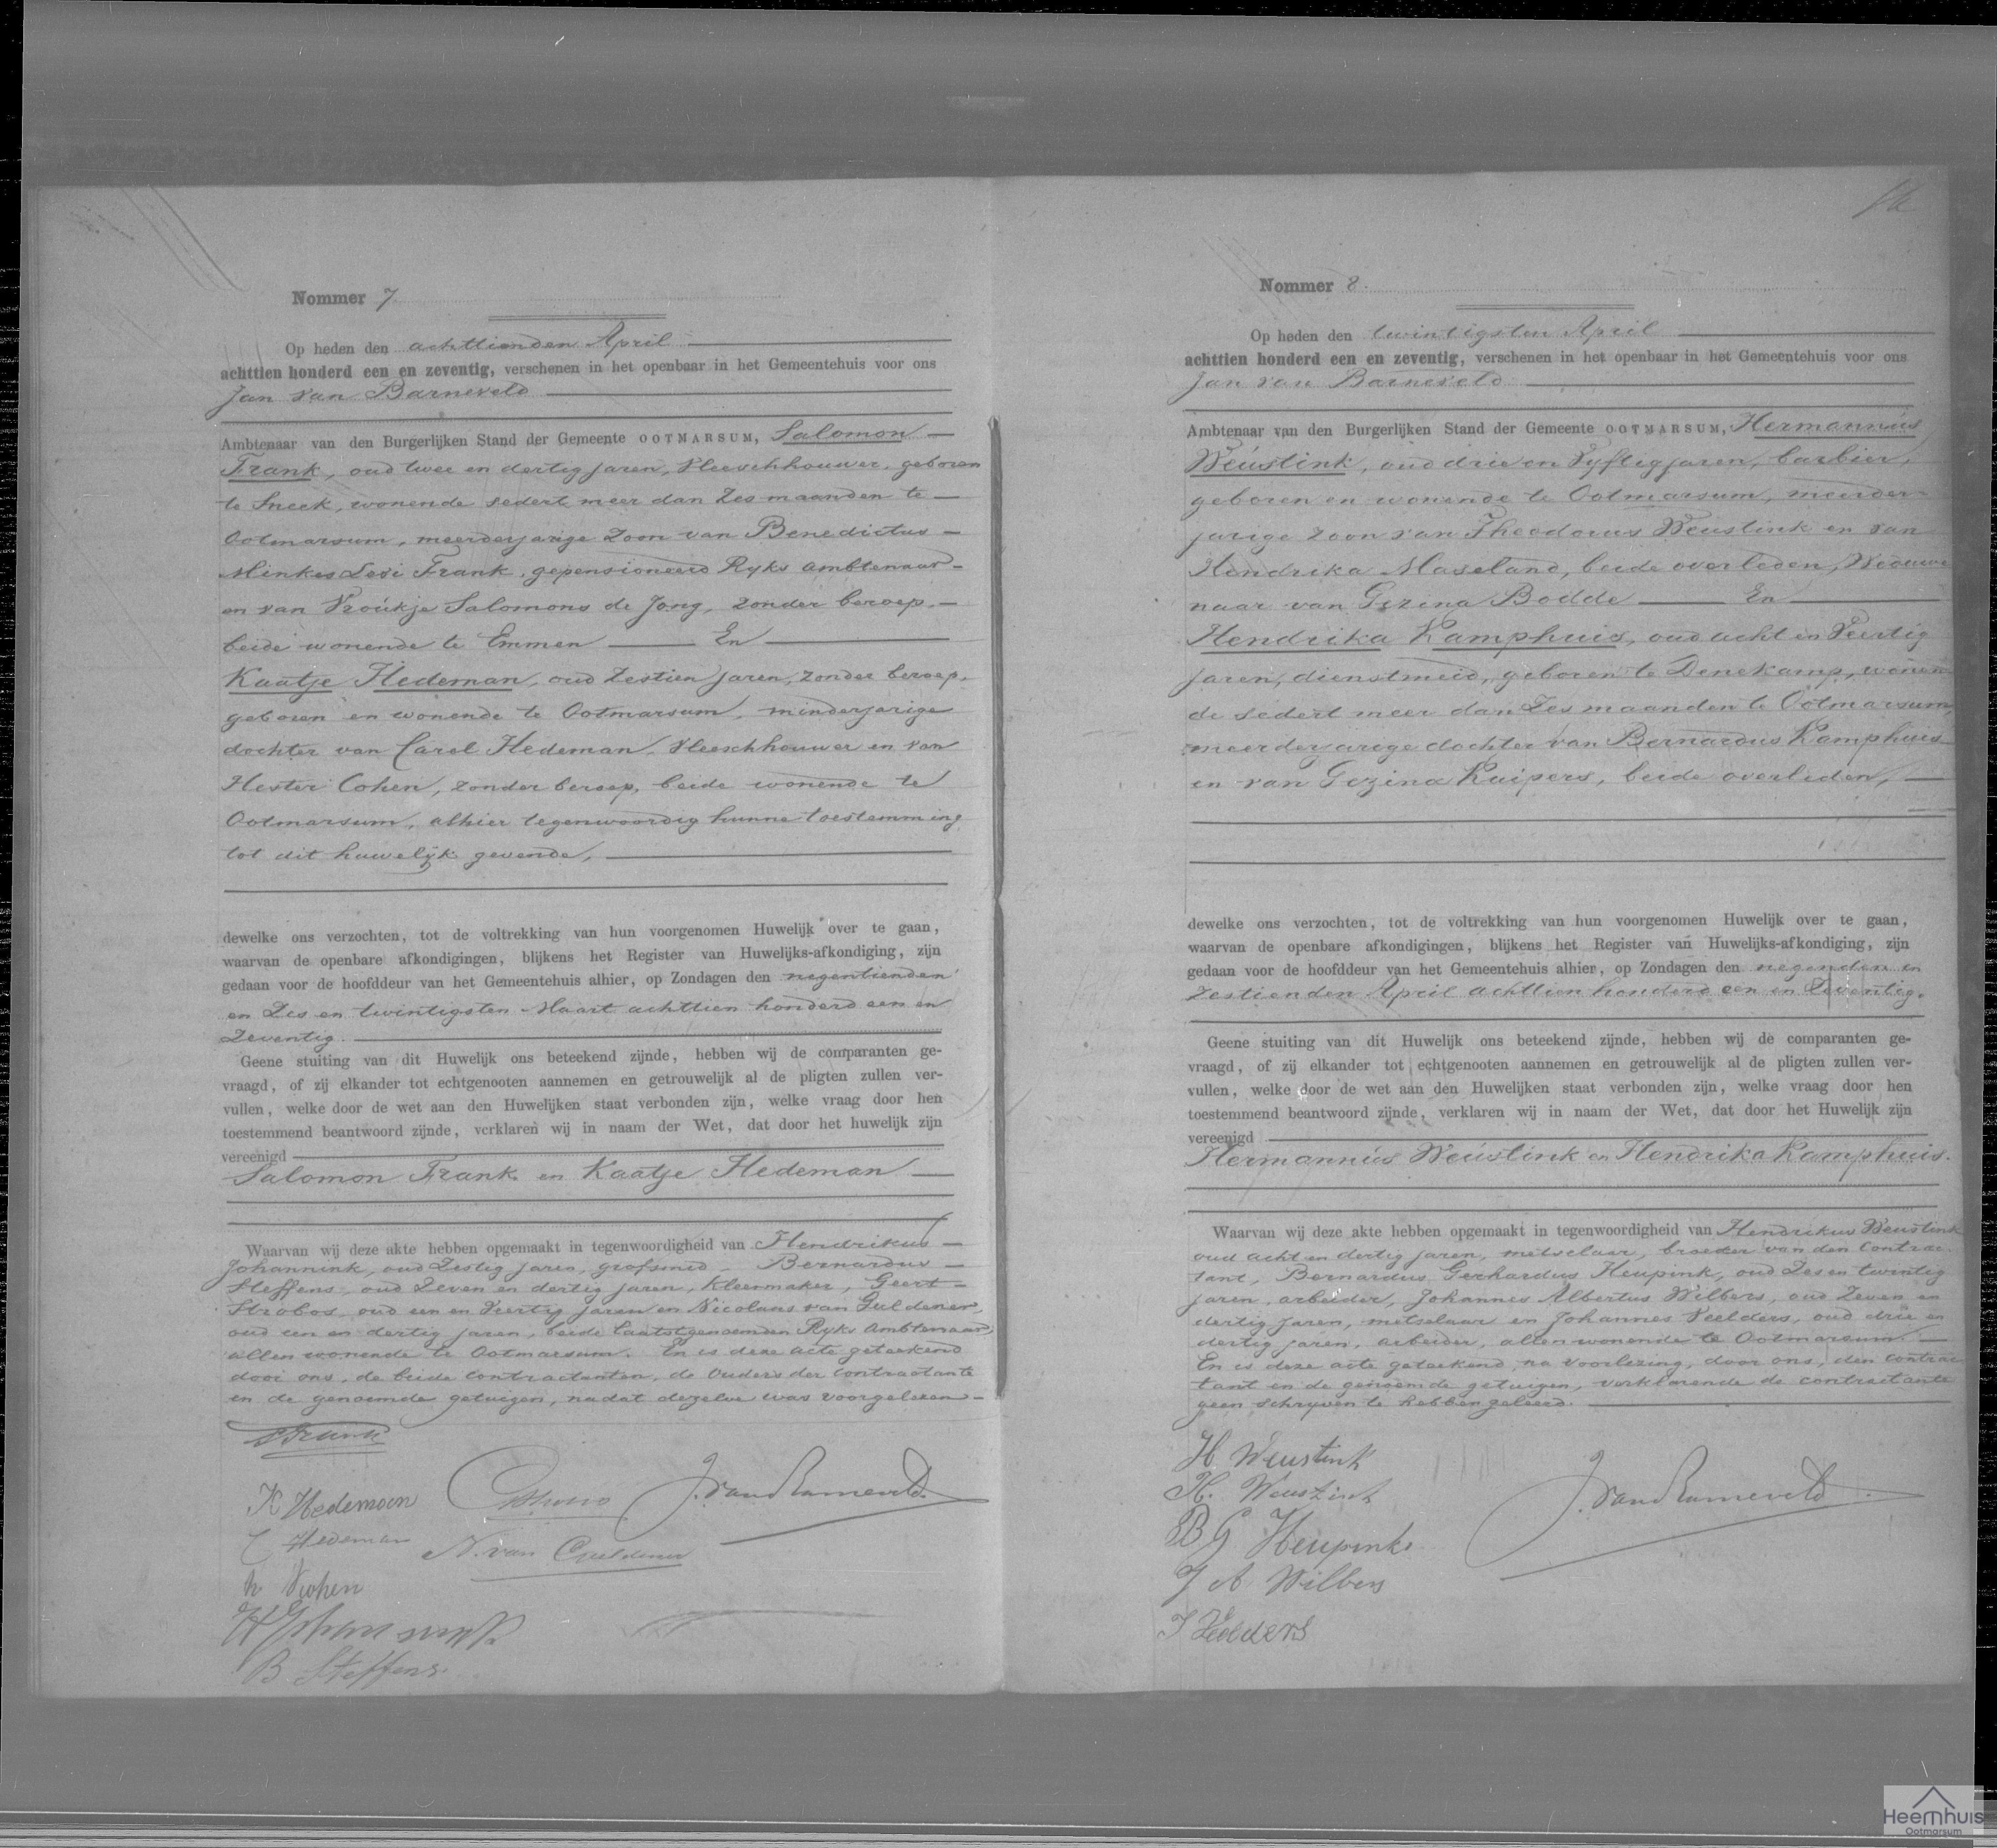 Nommer 7
Op heden den achttienden April
achttien honderd een en zeventig, verschenen in het openbaar in het Gemeentehuis voor ons
Jan van Barneveld
Ambtenaar van den Burgerlijken Stand der Gemeente OOTMARSUM, Salomon
Frank, oud twee en dertig jaren, Vleeschhouwer, geboren
te Sneek, wonende sedert meer dan zes maanden te
Ootmarsum, meerderjarige zoon van Benedictus
Minkes Levi Frank, gepensioneerd Ryks ambtenaar
en van Vroukje Salomons de Jong, zonder beroep,
beide wonende te Emmen En
Kaatje Hedeman, oud zestien jaren, zonder beroep,
geboren en wonende te Ootmarsum, minderjarige
dochter van Carel Hedeman, Vleeschhouwer en van
Hester Cohen, zonder beroep, beide wonende te
Ootmarsum, alhier tegenwoordig hunne toestemming
tot dit huwelijk gevende,
dewelke ons verzochten, tot de voltrekking van hun voorgenomen Huwelijk over te gaan,
waarvan de openbare afkondigingen, blijkens het Register van Huwelijks-afkondiging, zijn
gedaan voor de hoofddeur van het Gemeentehuis alhier, op Zondagen den negentienden
en Zes en twintigsten Maart achttien honderd een en
Zeventig.
Geene stuiting van dit Huwelijk ons beteekend zijnde, hebben wij de comparanten ge-
vraagd, of zij elkander tot echtgenooten aannemen en getrouwelijk al de pligten zullen ver-
vullen, welke door de wet aan den Huwelijken staat verbonden zijn, welke vraag door hen
toestemmend beantwoord zijnde, verklaren wij in naam der Wet, dat door het huwelijk zijn
vereenigd
Salomon Frank en Kaatje Hedeman
Waarvan wij deze akte hebben opgemaakt in tegenwoordigheid van Hendrikus
Johannink, oud Zestig jaren, grofsmid, Bernardus
Steffens, oud Zeven en dertig jaren, Kleermaker, Geert
Strobos, oud een en Veertig jaren en Nicolaas van Guldener,
oud een en dertig jaren, beide laatstgenoemden Ryks ambtenaar,
allen wonende te Ootmarsum. En is deze acte geteekend
door ons, de beide contractanten, de Ouders der contractante
en de genoemde getuigen, nadat dezelve was voorgelezen
S Frank
K Hedeman
J. van Barneveld
C Hedeman
N. van Guldener
H Johannink
B Steffens
Nommer 8.
Op heden den twintigsten April
achttien honderd een en zeventig, verschenen in het openbaar in het Gemeentehuis voor ons
Jan van Barneveld
Ambtenaar van den Burgerlijken Stand der Gemeente OOTMARSUM, Hermannus
Weustink, oud drie en Vyftig jaren, barbier,
geboren en wonende te Ootmarsum, meerder-
jarige zoon van Theodorus Weustink en van
Hendrika Maseland, beide overleden, Weduwe
naar van Gezina Bodde En
Hendrika Kamphuis, oud acht en Veertig
jaren, dienstmeid, geboren te Denekamp, wonen
de sedert meer dan Zes maanden te Ootmarsum,
meerderjarige dochter van Bernardus Kamphuis
en van Gezina Kuipers, beide overleden,
dewelke ons verzochten, tot de voltrekking van hun voorgenomen Huwelijk over te gaan,
waarvan de openbare afkondigingen, blijkens het Register van Huwelijks-afkondiging, zijn
gedaan voor de hoofddeur van het Gemeentehuis alhier, op Zondagen den negenden en
Zestienden April achttien honderd een en Zeventig.
Geene stuiting van dit Huwelijk ons beteekend zijnde, hebben wij de comparanten ge-
vraagd, of zij elkander tot echtgenooten aannemen en getrouwelijk al de pligten zullen ver-
vullen, welke door de wet aan den Huwelijken staat verbonden zijn, welke vraag door hen
toestemmend beantwoord zijnde, verklaren wij in naam der Wet, dat door het Huwelijk zijn
vereenigd
Hermannus Weustink en Hendrika Kamphuis.
Waarvan wij deze akte hebben opgemaakt in tegenwoordigheid van Hendrikus Weustink
oud acht en dertig jaren, metselaar, broeder van den Contrac
tant, Bernardus Gerhardus Heupink, oud Zes en twintig
jaren, arbeider, Johannes Albertus Wilbers, oud Zeven en
dertig jaren, metselaar en Johannes Velders, oud drie en
dertig jaren, arbeider, allen wonende te Ootmarsum.
En is deze acte geteekend, na voorlezing, door ons, den contrac
tant en de genoemde getuigen, verklarende de contractante
geen schryven te hebben geleerd.
H Weustink
H. Weustink
J. van Barneveld
B G Heupink
J A Wilbers
J Velders
Heemhuis
Ootmarsum